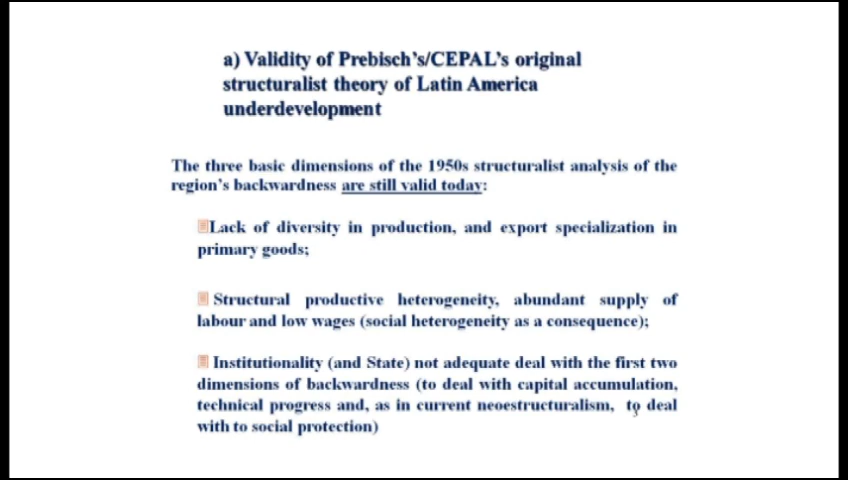 a) Validity of Prebisch's/CEPAL's original
structuralist theory of Latin America
underdevelopment
The three basic dimensions of the 1950s structuralist analysis of the
region's backwardness are still valid today:
Lack of diversity in production, and export specialization in
primary goods;
Structural productive heterogeneity, abundant supply of
labour and low wages (social heterogeneity as a consequence);
Institutionality (and State) not adequate deal with the first two
dimensions of backwardness (to deal with capital accumulation,
technical progress and, as in current neoestructuralism, to deal
with to social protection)